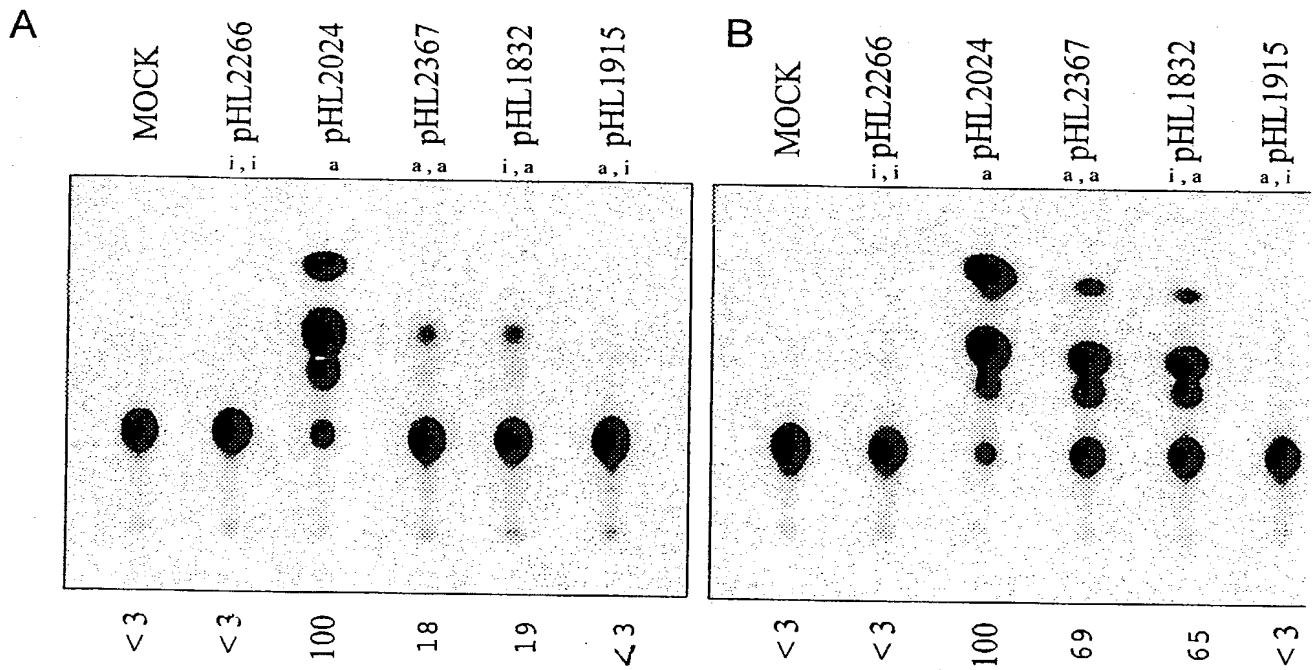 A
MOCK
i,i pHL2266
a pHL2024
a,a pHL2367
i,a pHL1832
a,i pHL1915
< 3
< 3
100
18
19
< 3
B
MOCK
i,i pHL2266
a pHL2024
a,a pHL2367
i,a pHL1832
a,i pHL1915
< 3
< 3
100
69
65
< 3